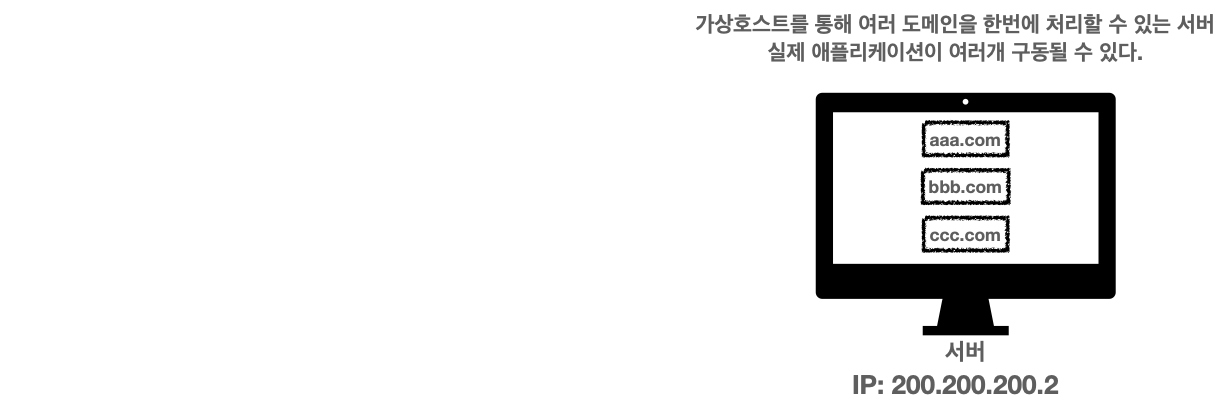 가상호스트를 통해 여러 도메인을 한번에 처리할 수 있는 서버
실제 애플리케이션이 여러개 구동될 수 있다.
aaa.com
bbb.com
ccc.com
서버
IP: 200.200.200.2